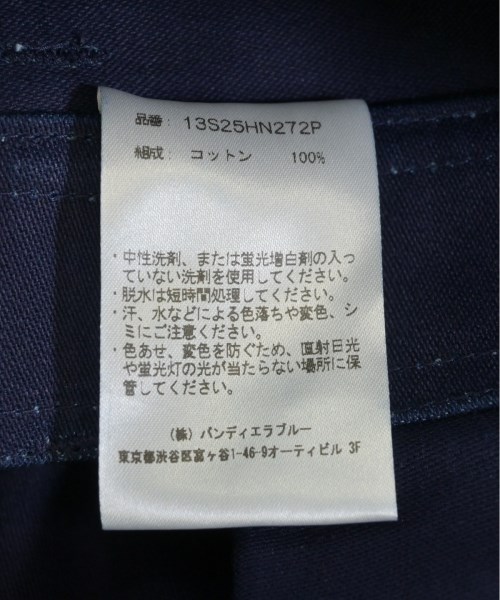 品番: 13S25HN272P
組成: コットン 100%
・中性洗剤、または蛍光増白剤の入っ
ていない洗剤を使用してください。
・脱水は短時間処理してください。
・汗、水などによる色落ちや変色、シ
ミにご注意ください。
・色あせ、変色を防ぐため、直射日光
や蛍光灯の光が当たらない場所に保
管してください。
(株) バンディエラブルー
東京都渋谷区富ヶ谷1-46-9オーティビル 3F